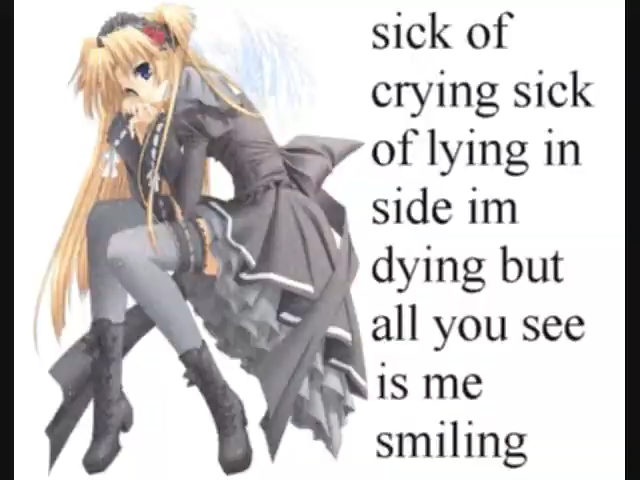 sick of
crying sick
of lying in
side im
dying but
all you see
is me
smiling